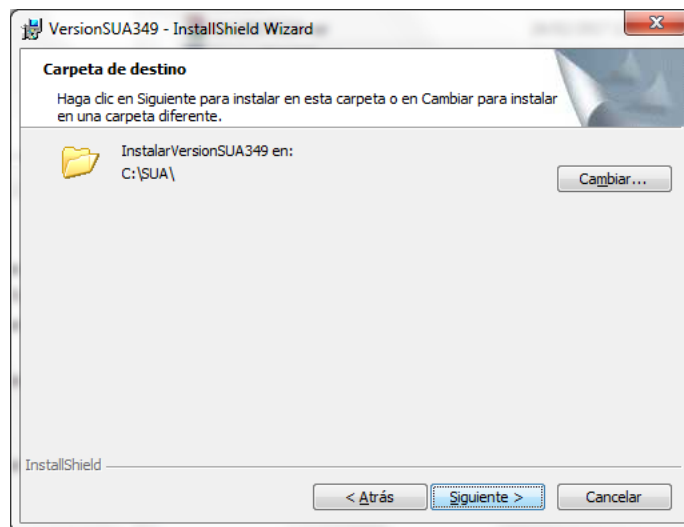 VersionSUA349 - InstallShield Wizard
Carpeta de destino
Haga clic en Siguiente para instalar en esta carpeta o en Cambiar para instalar
en una carpeta diferente.
InstalarVersionSUA349 en:
C:\SUA\
Cambiar...
InstallShield
< Atrás
Siguiente >
Cancelar